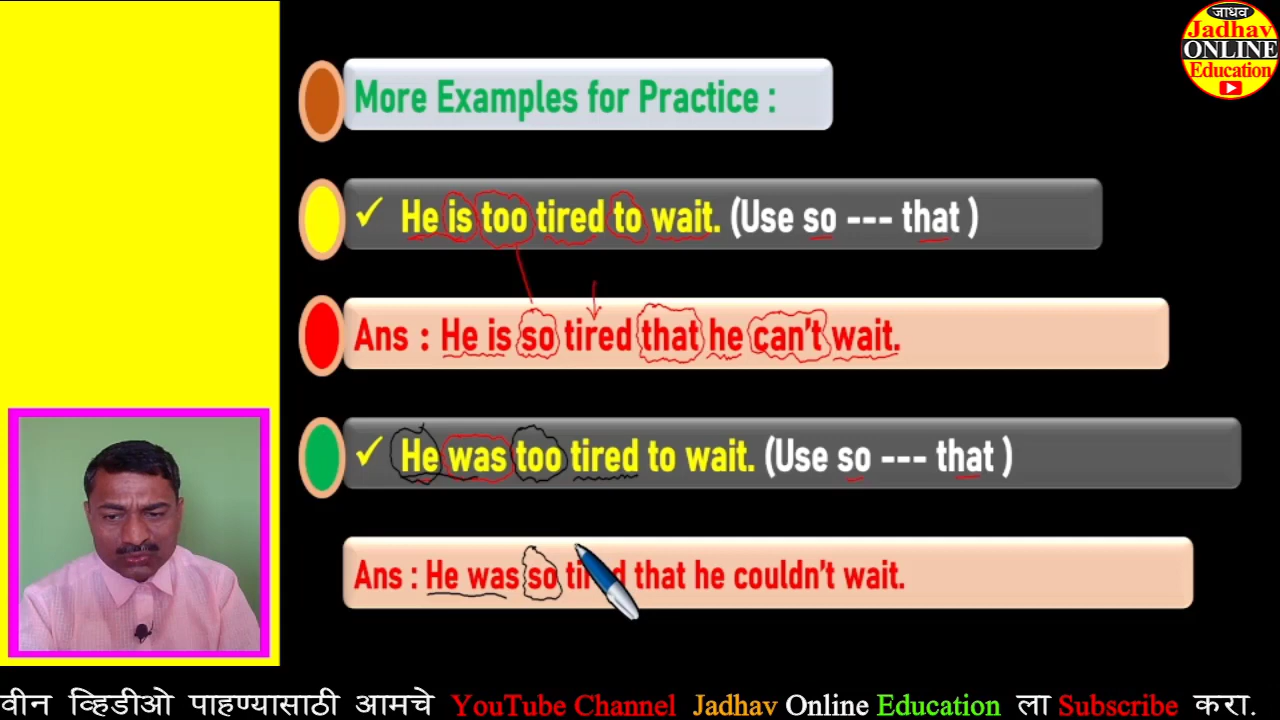 जाधव
Jadhav
ONLINE
Education
More Examples for Practice :
✓ He is too tired to wait. (Use so --- that )
Ans : He is so tired that he can't wait.
✓ He was too tired to wait. (Use so --- that )
Ans : He was so tired that he couldn't wait.
वीन व्हिडीओ पाहण्यासाठी आमचे YouTube Channel Jadhav Online Education ला Subscribe करा.